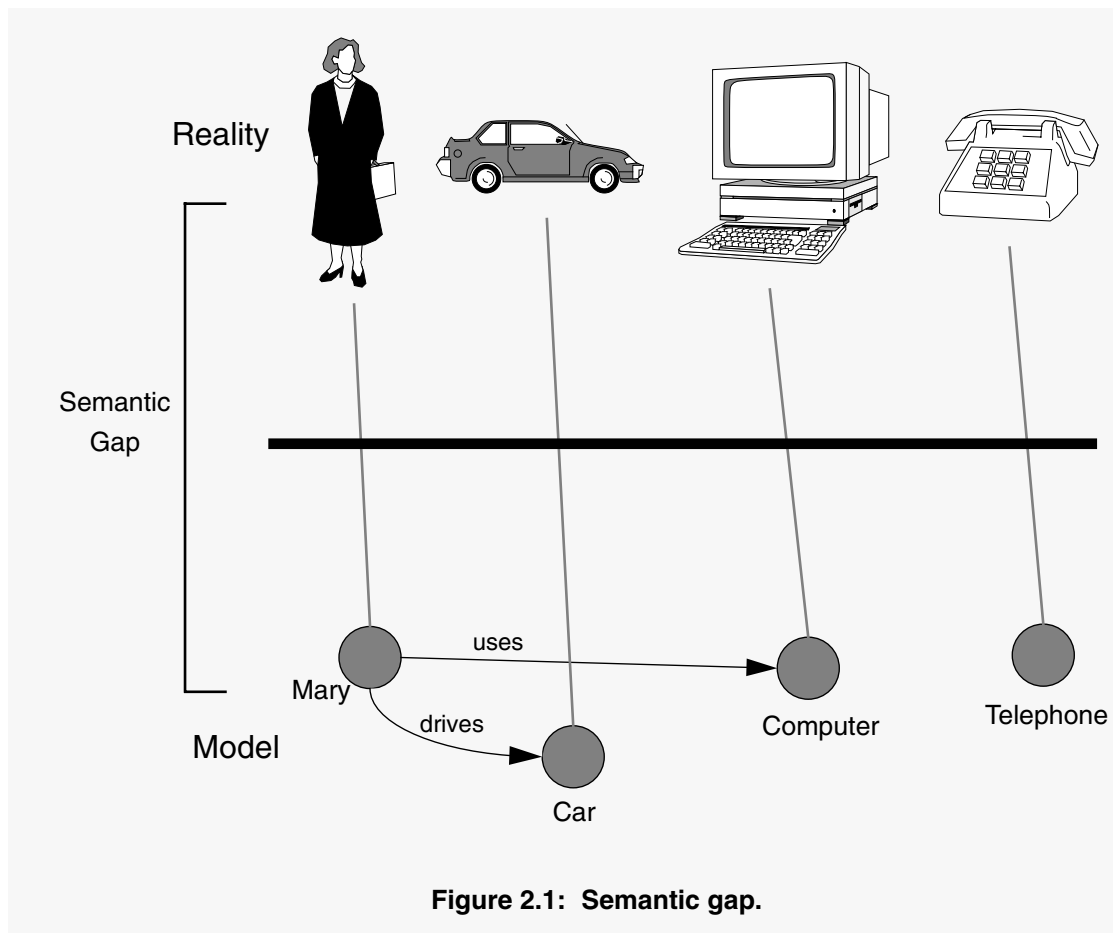 Reality
Semantic
Gap
uses
Mary
drives
Computer
Telephone
Model
Car
Figure 2.1: Semantic gap.